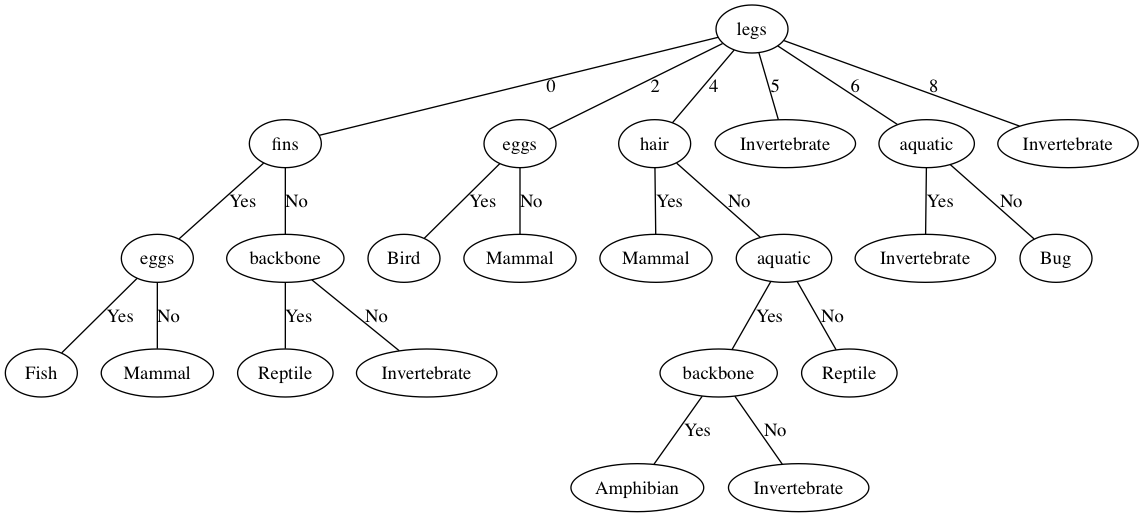 legs
0 2 4 5 6 8
fins eggs hair Invertebrate aquatic Invertebrate
Yes No Yes No Yes No Yes No
eggs backbone Bird Mammal Mammal aquatic Invertebrate Bug
Yes No Yes No Yes No
Fish Mammal Reptile Invertebrate backbone Reptile
Yes No
Amphibian Invertebrate